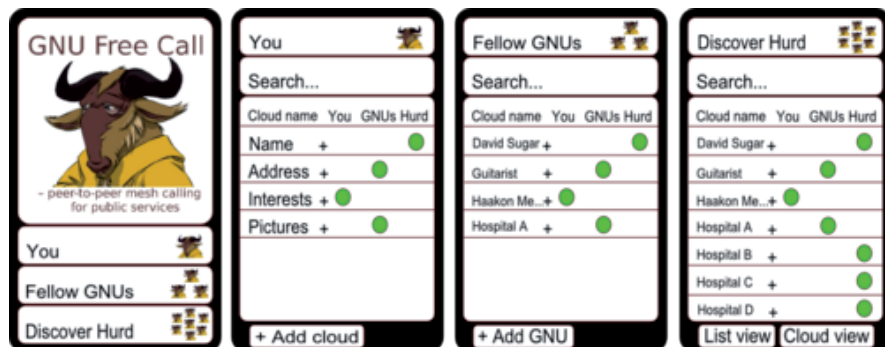 GNU Free Call
- peer-to-peer mesh calling
for public services
You
Fellow GNUs
Discover Hurd
You
Search...
Cloud name You GNUs Hurd
Name +
Address +
Interests +
Pictures +
+ Add cloud
Fellow GNUs
Search...
Cloud name You GNUs Hurd
David Sugar +
Guitarist +
Haakon Me...+
Hospital A +
+ Add GNU
Discover Hurd
Search...
Cloud name You GNUs Hurd
David Sugar +
Guitarist +
Haakon Me...+
Hospital A +
Hospital B +
Hospital C +
Hospital D +
List view Cloud view